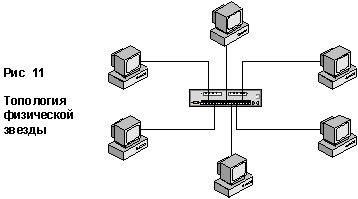 Рис 11
Топология
физической
звезды